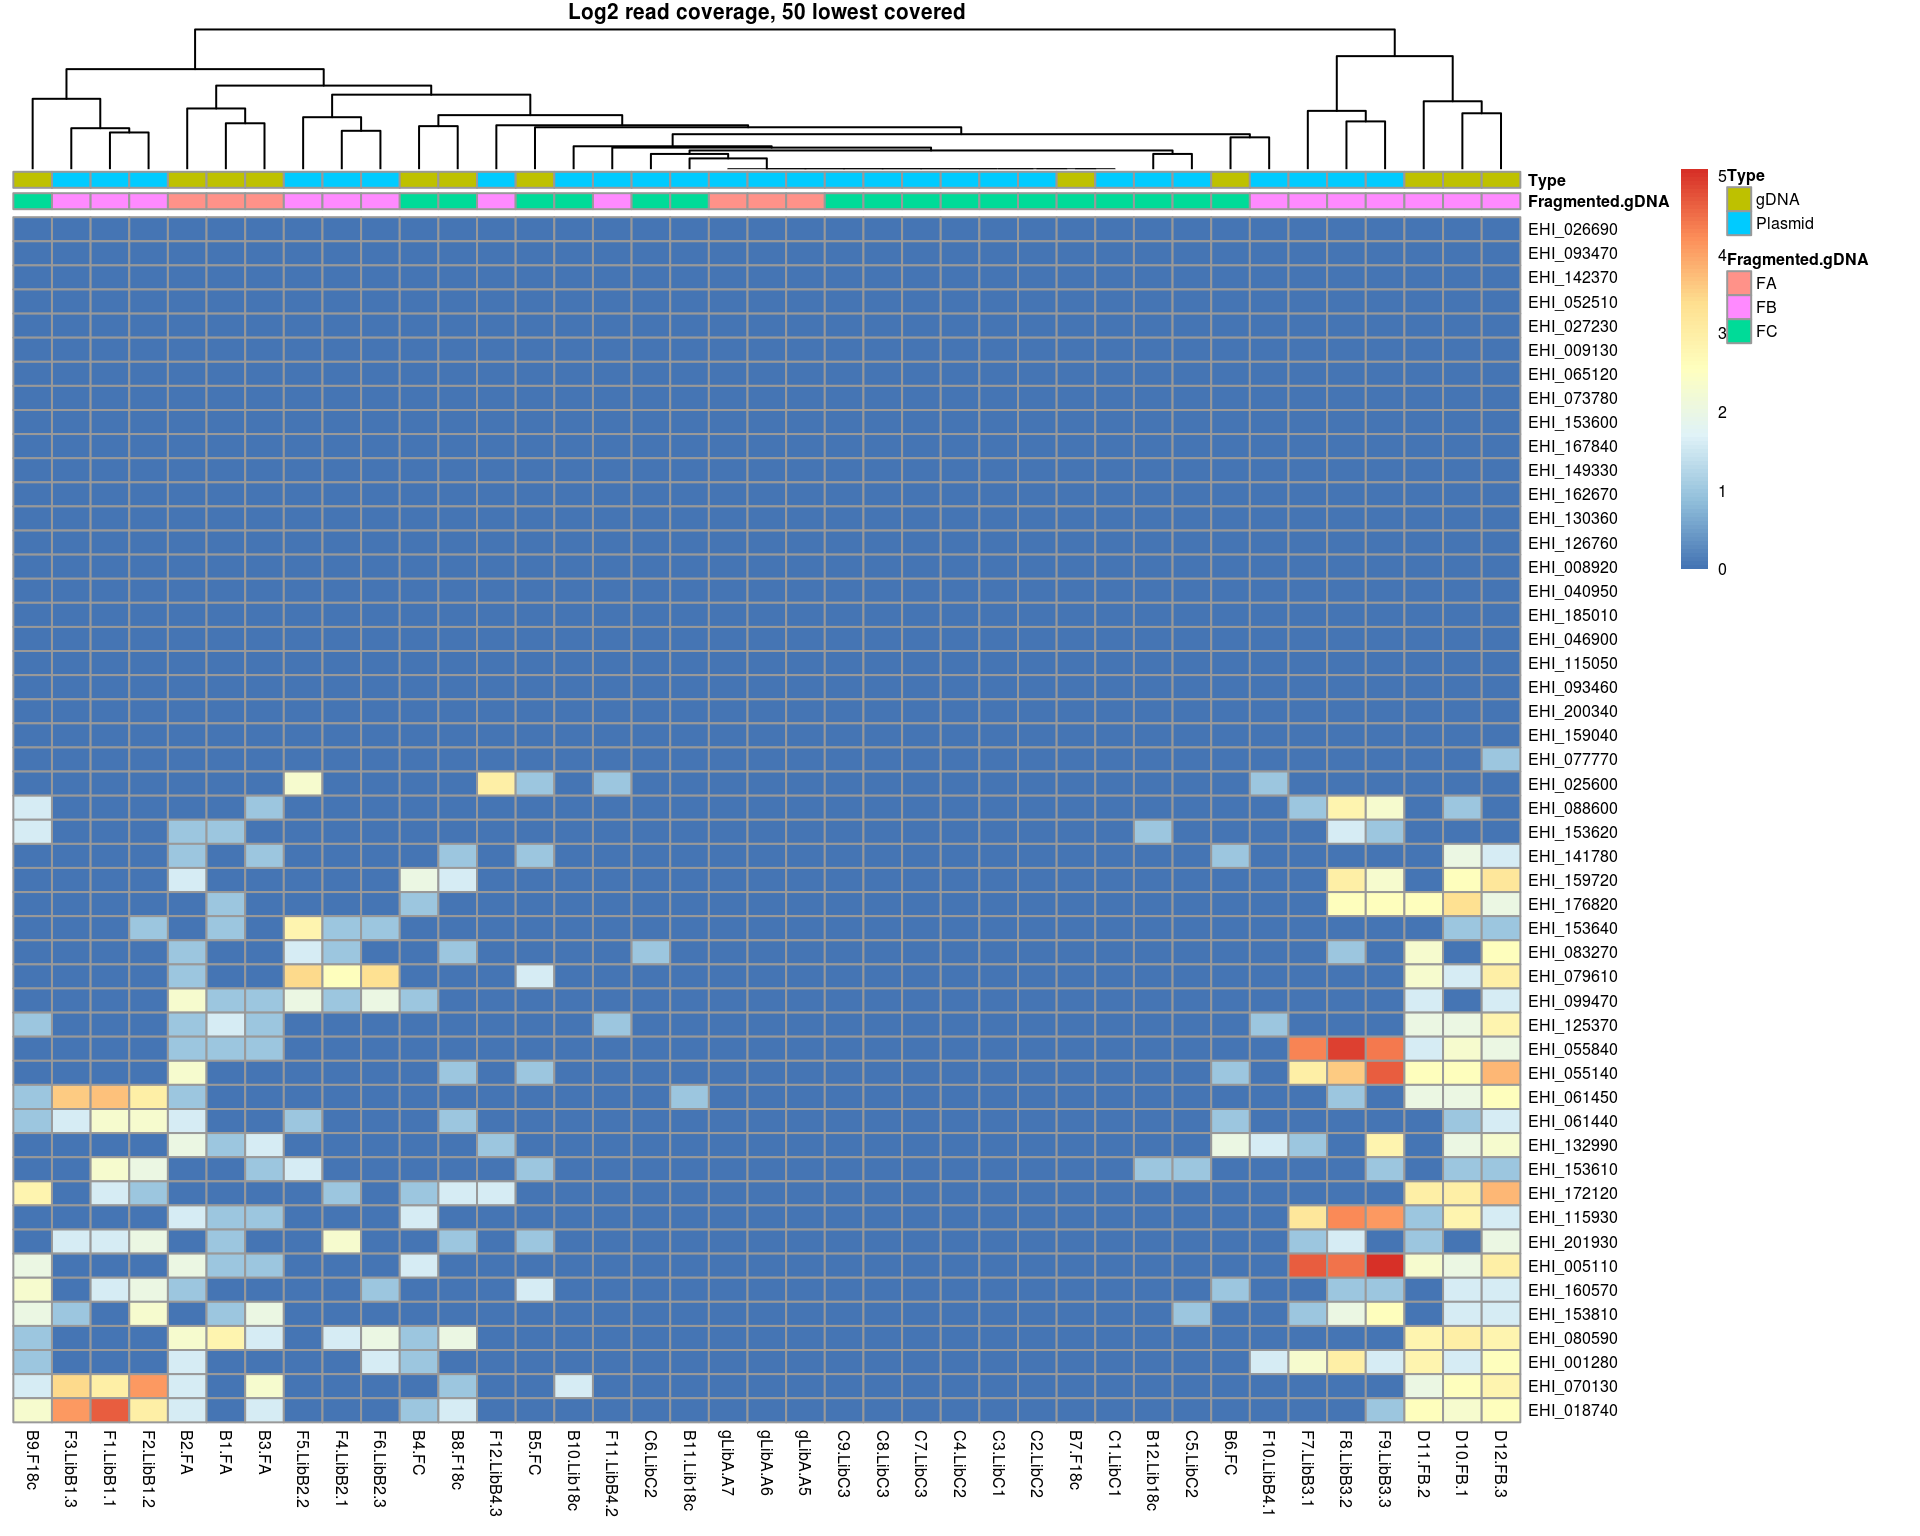 Log2 read coverage, 50 lowest covered
Type
Fragmented.gDNA
EHI_026690
EHI_093470
EHI_142370
EHI_052510
EHI_027230
EHI_009130
EHI_065120
EHI_073780
EHI_153600
EHI_167840
EHI_149330
EHI_162670
EHI_130360
EHI_126760
EHI_008920
EHI_040950
EHI_185010
EHI_046900
EHI_115050
EHI_093460
EHI_200340
EHI_159040
EHI_077770
EHI_025600
EHI_088600
EHI_153620
EHI_141780
EHI_159720
EHI_176820
EHI_153640
EHI_083270
EHI_079610
EHI_099470
EHI_125370
EHI_055840
EHI_055140
EHI_061450
EHI_061440
EHI_132990
EHI_153610
EHI_172120
EHI_115930
EHI_201930
EHI_005110
EHI_160570
EHI_153810
EHI_080590
EHI_001280
EHI_070130
EHI_018740
B9.F18c
F3.LibB1.3
F1.LibB1.1
F2.LibB1.2
B2.FA
B1.FA
B3.FA
F5.LibB2.2
F4.LibB2.1
F6.LibB2.3
B4.FC
B8.F18c
F12.LibB4.3
B5.FC
B10.Lib18c
F11.LibB4.2
C6.LibC2
B11.Lib18c
gLibA.A7
gLibA.A6
gLibA.A5
C9.LibC3
C8.LibC3
C7.LibC3
C4.LibC2
C3.LibC1
C2.LibC2
B7.F18c
C1.LibC1
B12.Lib18c
C5.LibC2
B6.FC
F10.LibB4.1
F7.LibB3.1
F8.LibB3.2
F9.LibB3.3
D11.FB.2
D10.FB.1
D12.FB.3
5
4
3
2
1
0
Type
gDNA
Plasmid
Fragmented.gDNA
FA
FB
FC